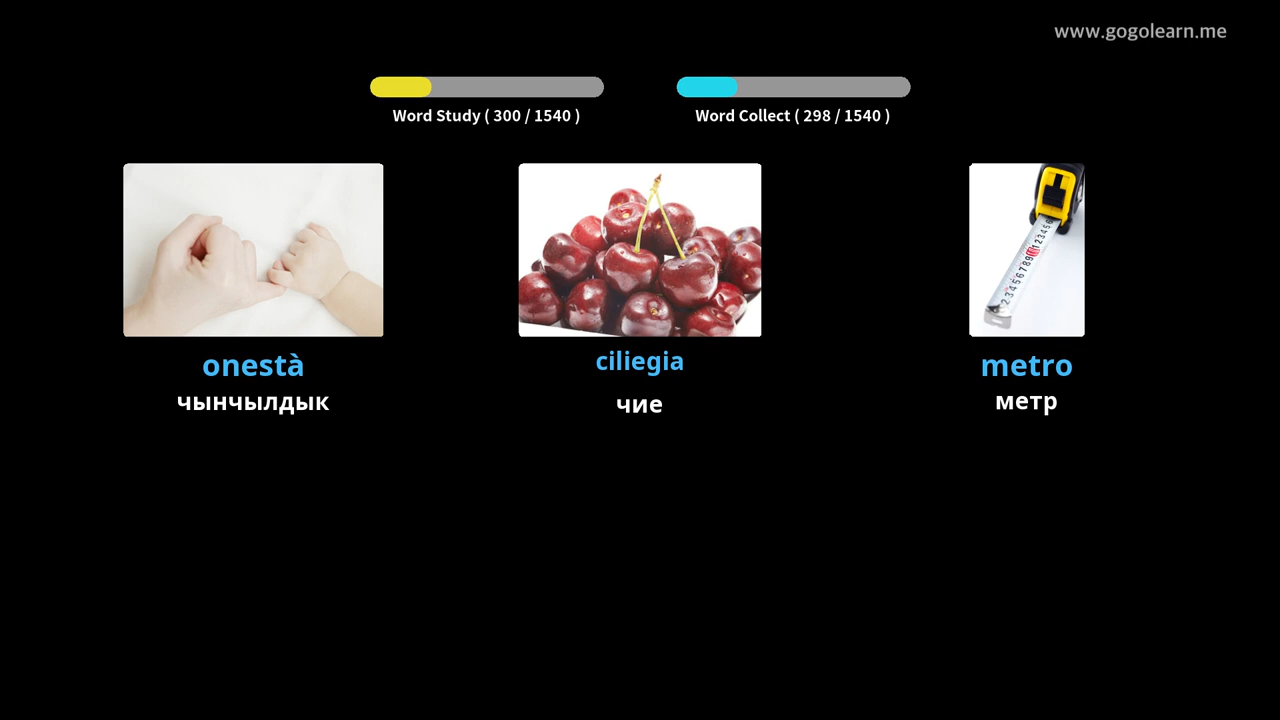 www.gogolearn.me
Word Study ( 300 / 1540 )
Word Collect ( 298 / 1540 )
onestà
чынчылдык
ciliegia
чие
metro
метр